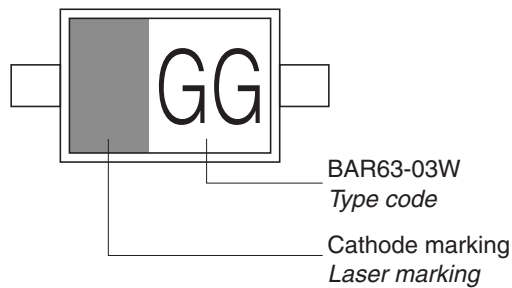 GG
BAR63-03W
Type code
Cathode marking
Laser marking